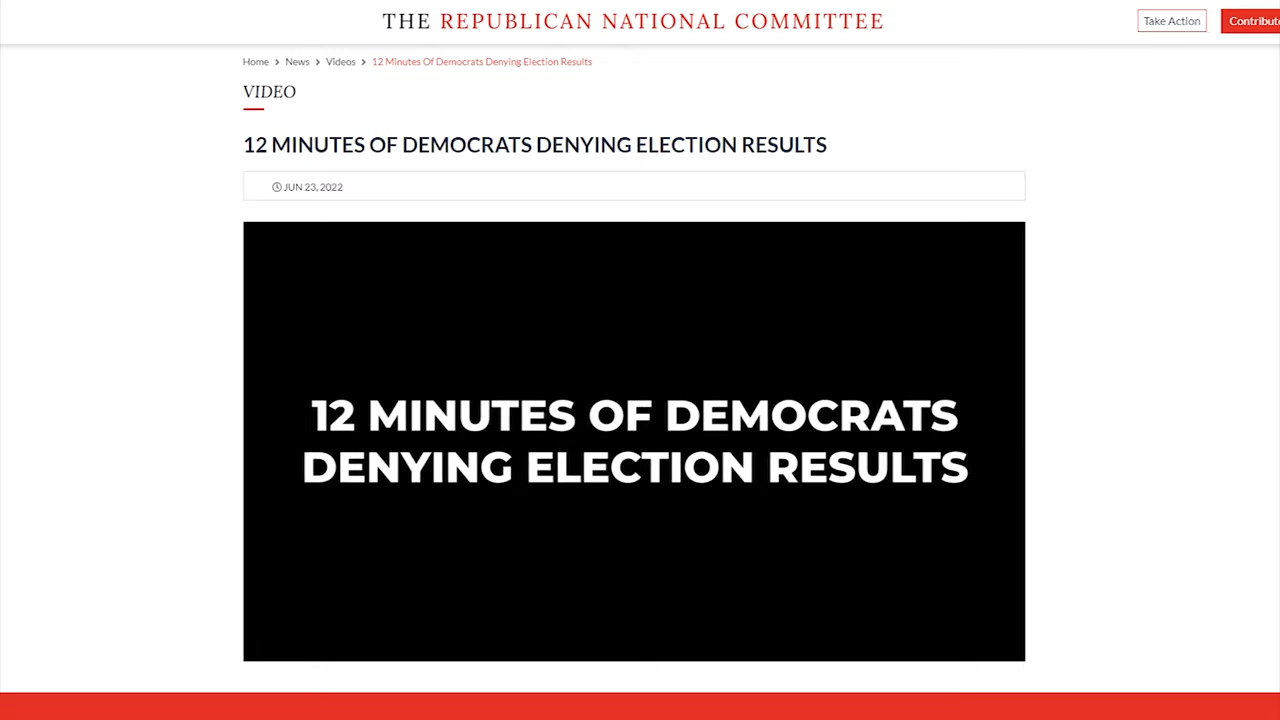 THE REPUBLICAN NATIONAL COMMITTEE
Take Action
Contribute
Home > News > Videos > 12 Minutes Of Democrats Denying Election Results
VIDEO
12 MINUTES OF DEMOCRATS DENYING ELECTION RESULTS
JUN 23, 2022
12 MINUTES OF DEMOCRATS
DENYING ELECTION RESULTS